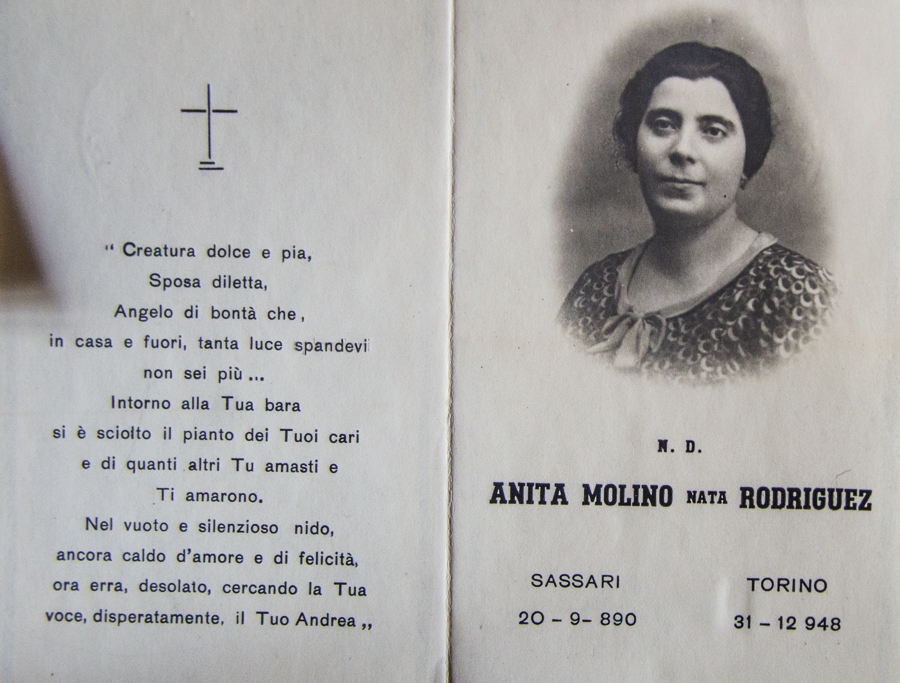 “ Creatura dolce e pia,
Sposa diletta,
Angelo di bontà che,
in casa e fuori, tanta luce spandevi
non sei più ...
Intorno alla Tua bara
si è sciolto il pianto dei Tuoi cari
e di quanti altri Tu amasti e
Ti amarono.
Nel vuoto e silenzioso nido,
ancora caldo d'amore e di felicità,
ora erra, desolato, cercando la Tua
voce, disperatamente, il Tuo Andrea „
N. D.
ANITA MOLINO NATA RODRIGUEZ
SASSARI
20 - 9 - 890
TORINO
31 - 12 948